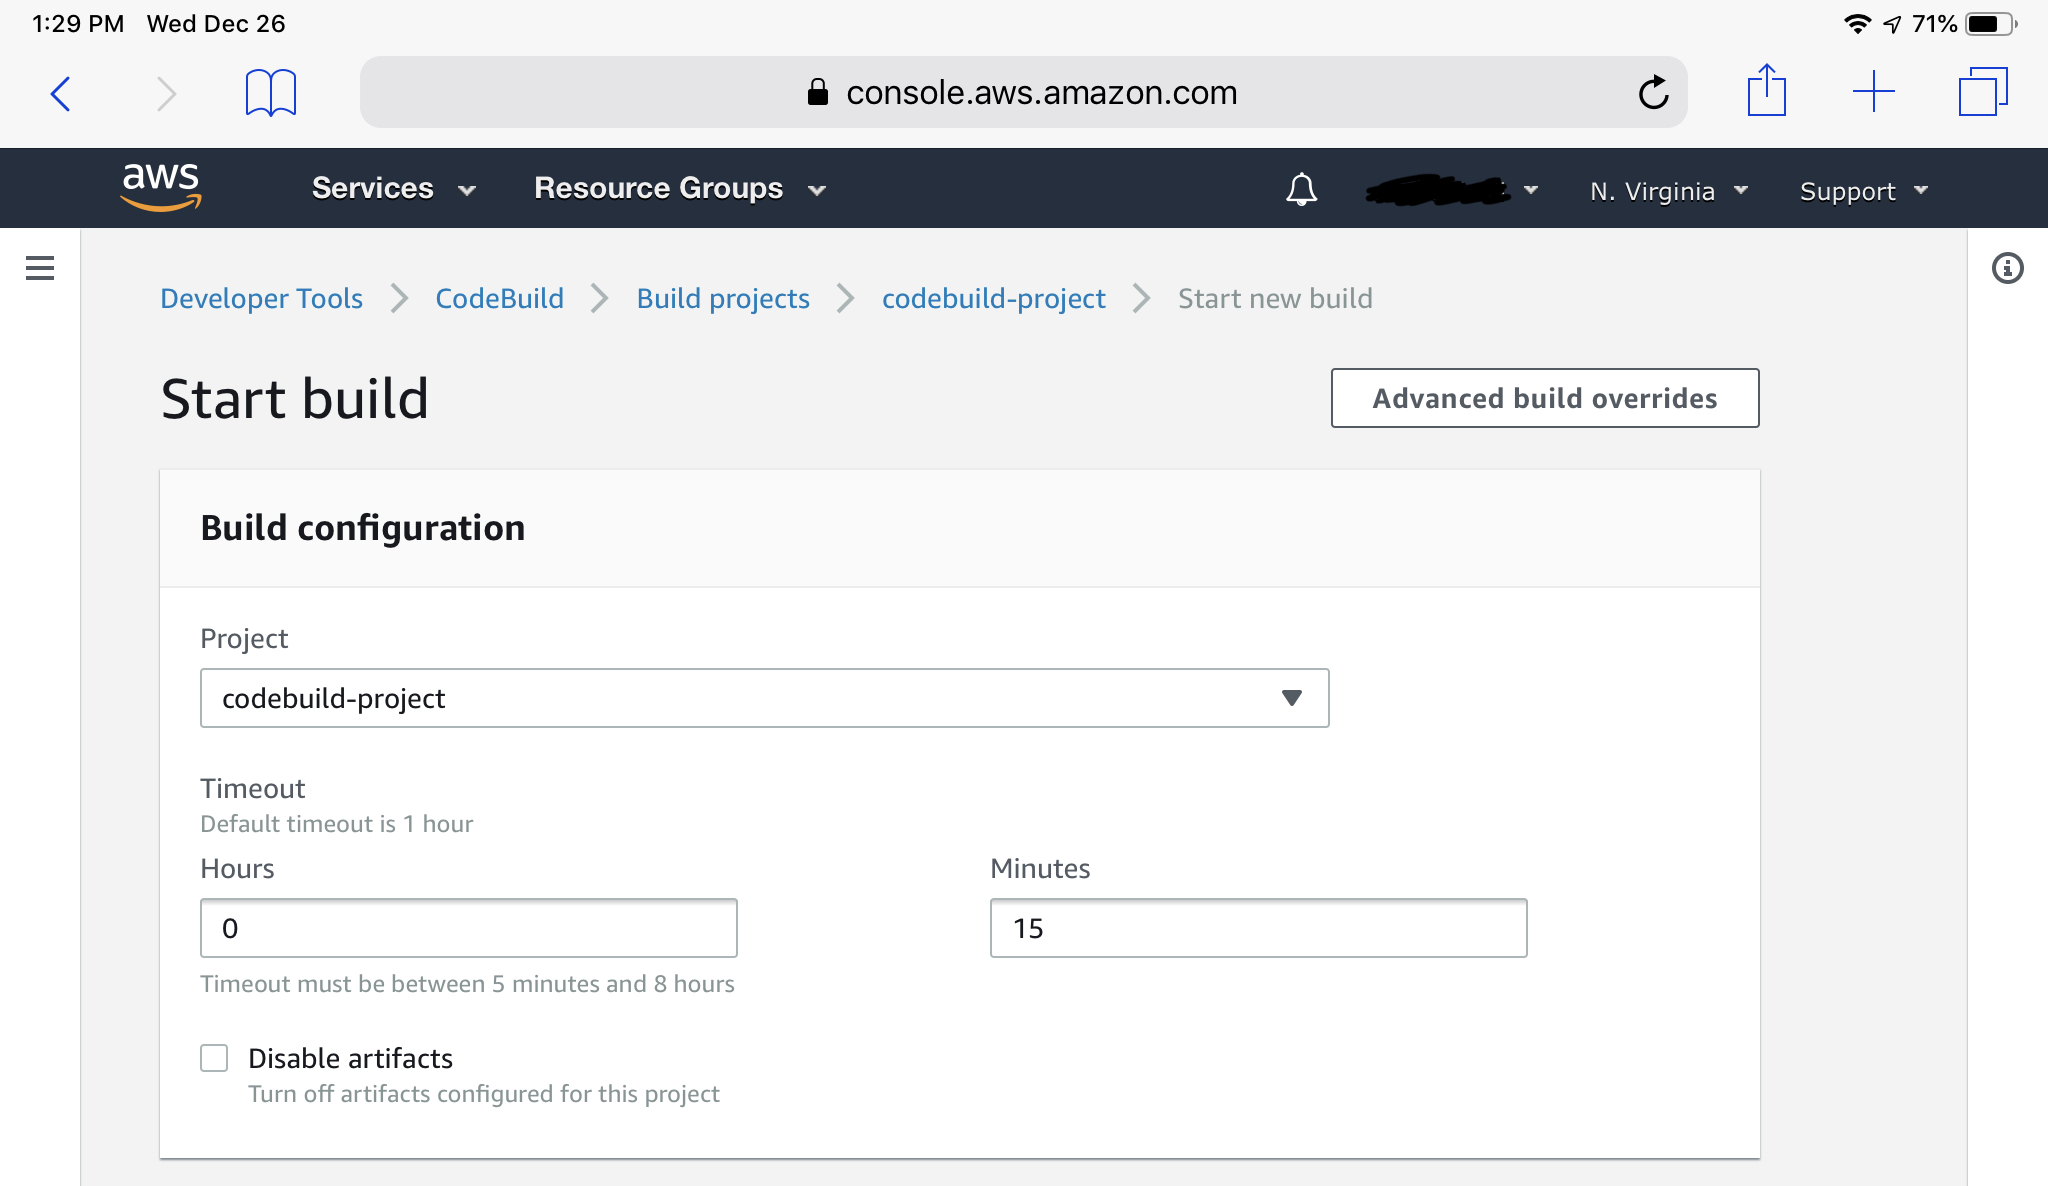 1:29 PM Wed Dec 26 71%
console.aws.amazon.com
aws Services Resource Groups N. Virginia Support
Developer Tools CodeBuild Build projects codebuild-project Start new build
Start build Advanced build overrides
Build configuration
Project
codebuild-project
Timeout
Default timeout is 1 hour
Hours Minutes
0 15
Timeout must be between 5 minutes and 8 hours
Disable artifacts
Turn off artifacts configured for this project